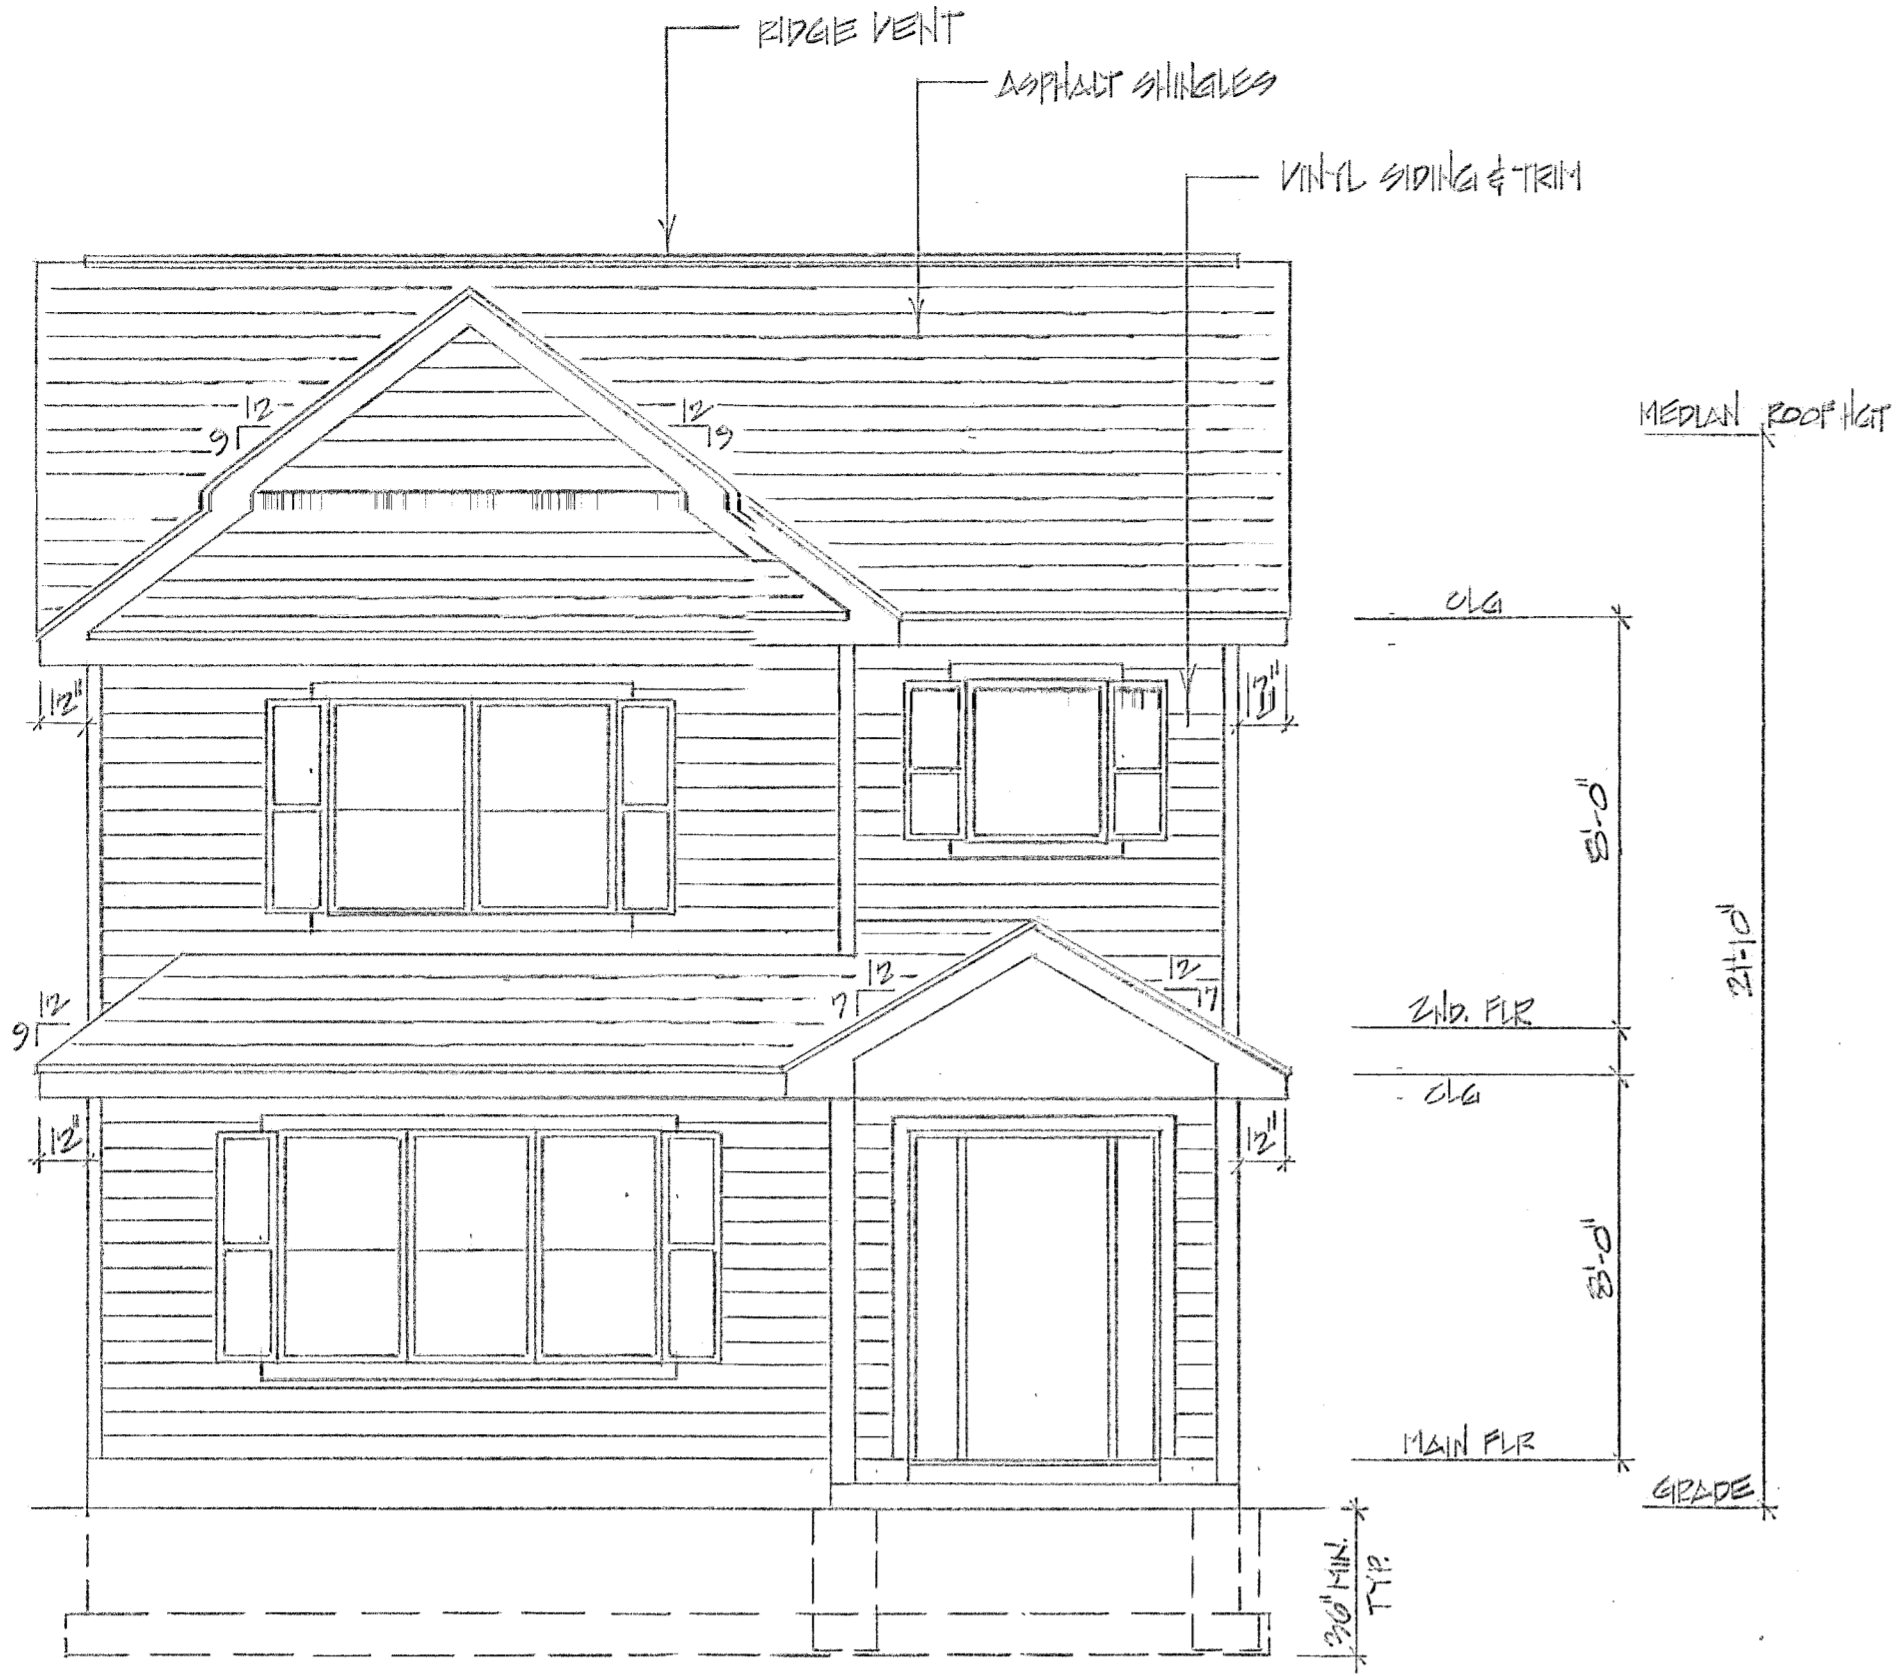 RIDGE VENT
ASPHALT SHINGLES
VINYL SIDING & TRIM
12
9
12
9
MEDIAN ROOF HGT
CLG
12"
12"
8'-0"
21'-10"
12
9
12
7
12
7
2ND. FLR
CLG
12"
12"
8'-0"
MAIN FLR
GRADE
36" MIN.
TYP.